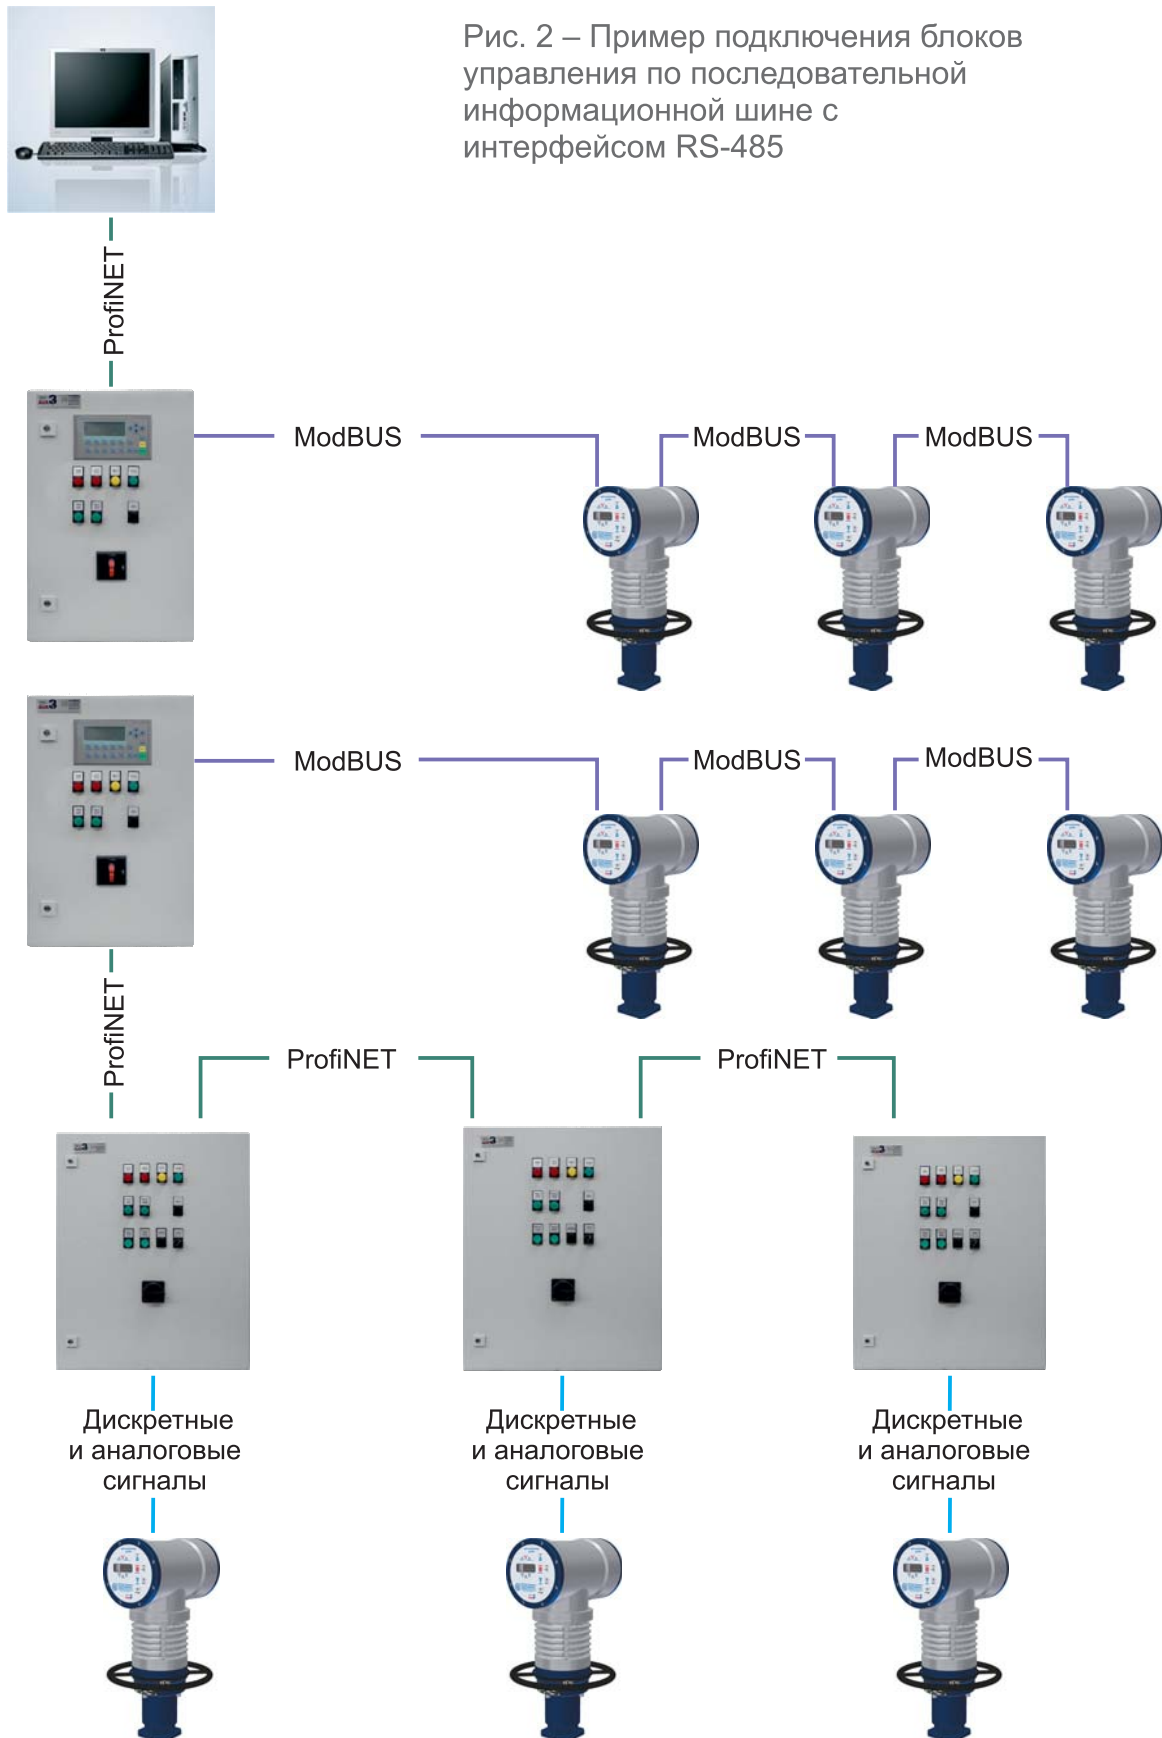 Рис. 2 – Пример подключения блоков
управления по последовательной
информационной шине с
интерфейсом RS-485
ProfiNET
ModBUS
ModBUS
ModBUS
ModBUS
ModBUS
ModBUS
ProfiNET
ProfiNET
ProfiNET
Дискретные
и аналоговые
сигналы
Дискретные
и аналоговые
сигналы
Дискретные
и аналоговые
сигналы